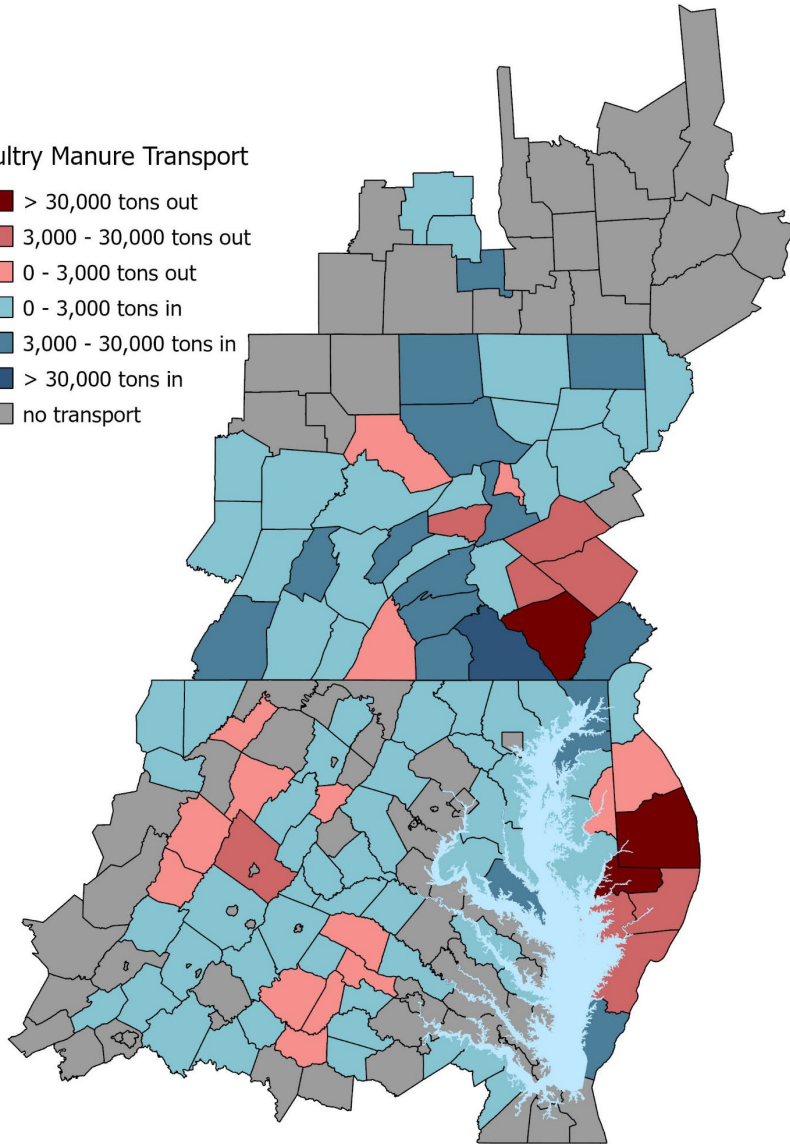 ultry Manure Transport
> 30,000 tons out
3,000 - 30,000 tons out
0 - 3,000 tons out
0 - 3,000 tons in
3,000 - 30,000 tons in
> 30,000 tons in
no transport